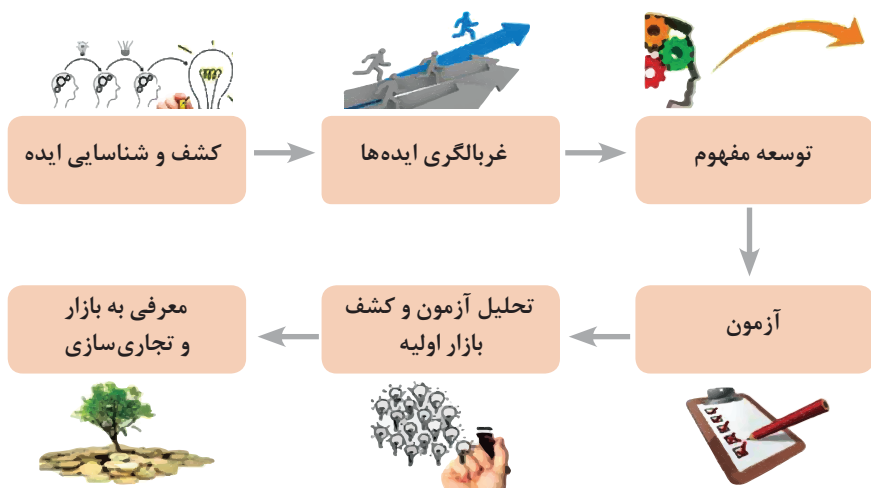 کشف و شناسایی ایده
غربالگری ایده‌ها
توسعه مفهوم
آزمون
تحلیل آزمون و کشف
بازار اولیه
معرفی به بازار
و تجاری‌سازی